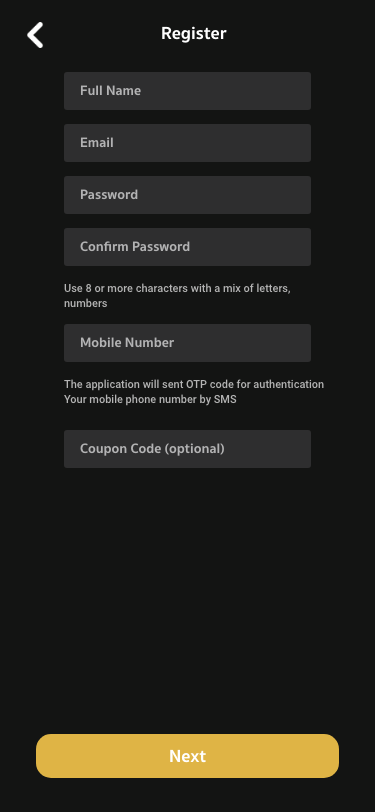 Register
Full Name
Email
Password
Confirm Password
Use 8 or more characters with a mix of letters,
numbers
Mobile Number
The application will sent OTP code for authentication
Your mobile phone number by SMS
Coupon Code (optional)
Next